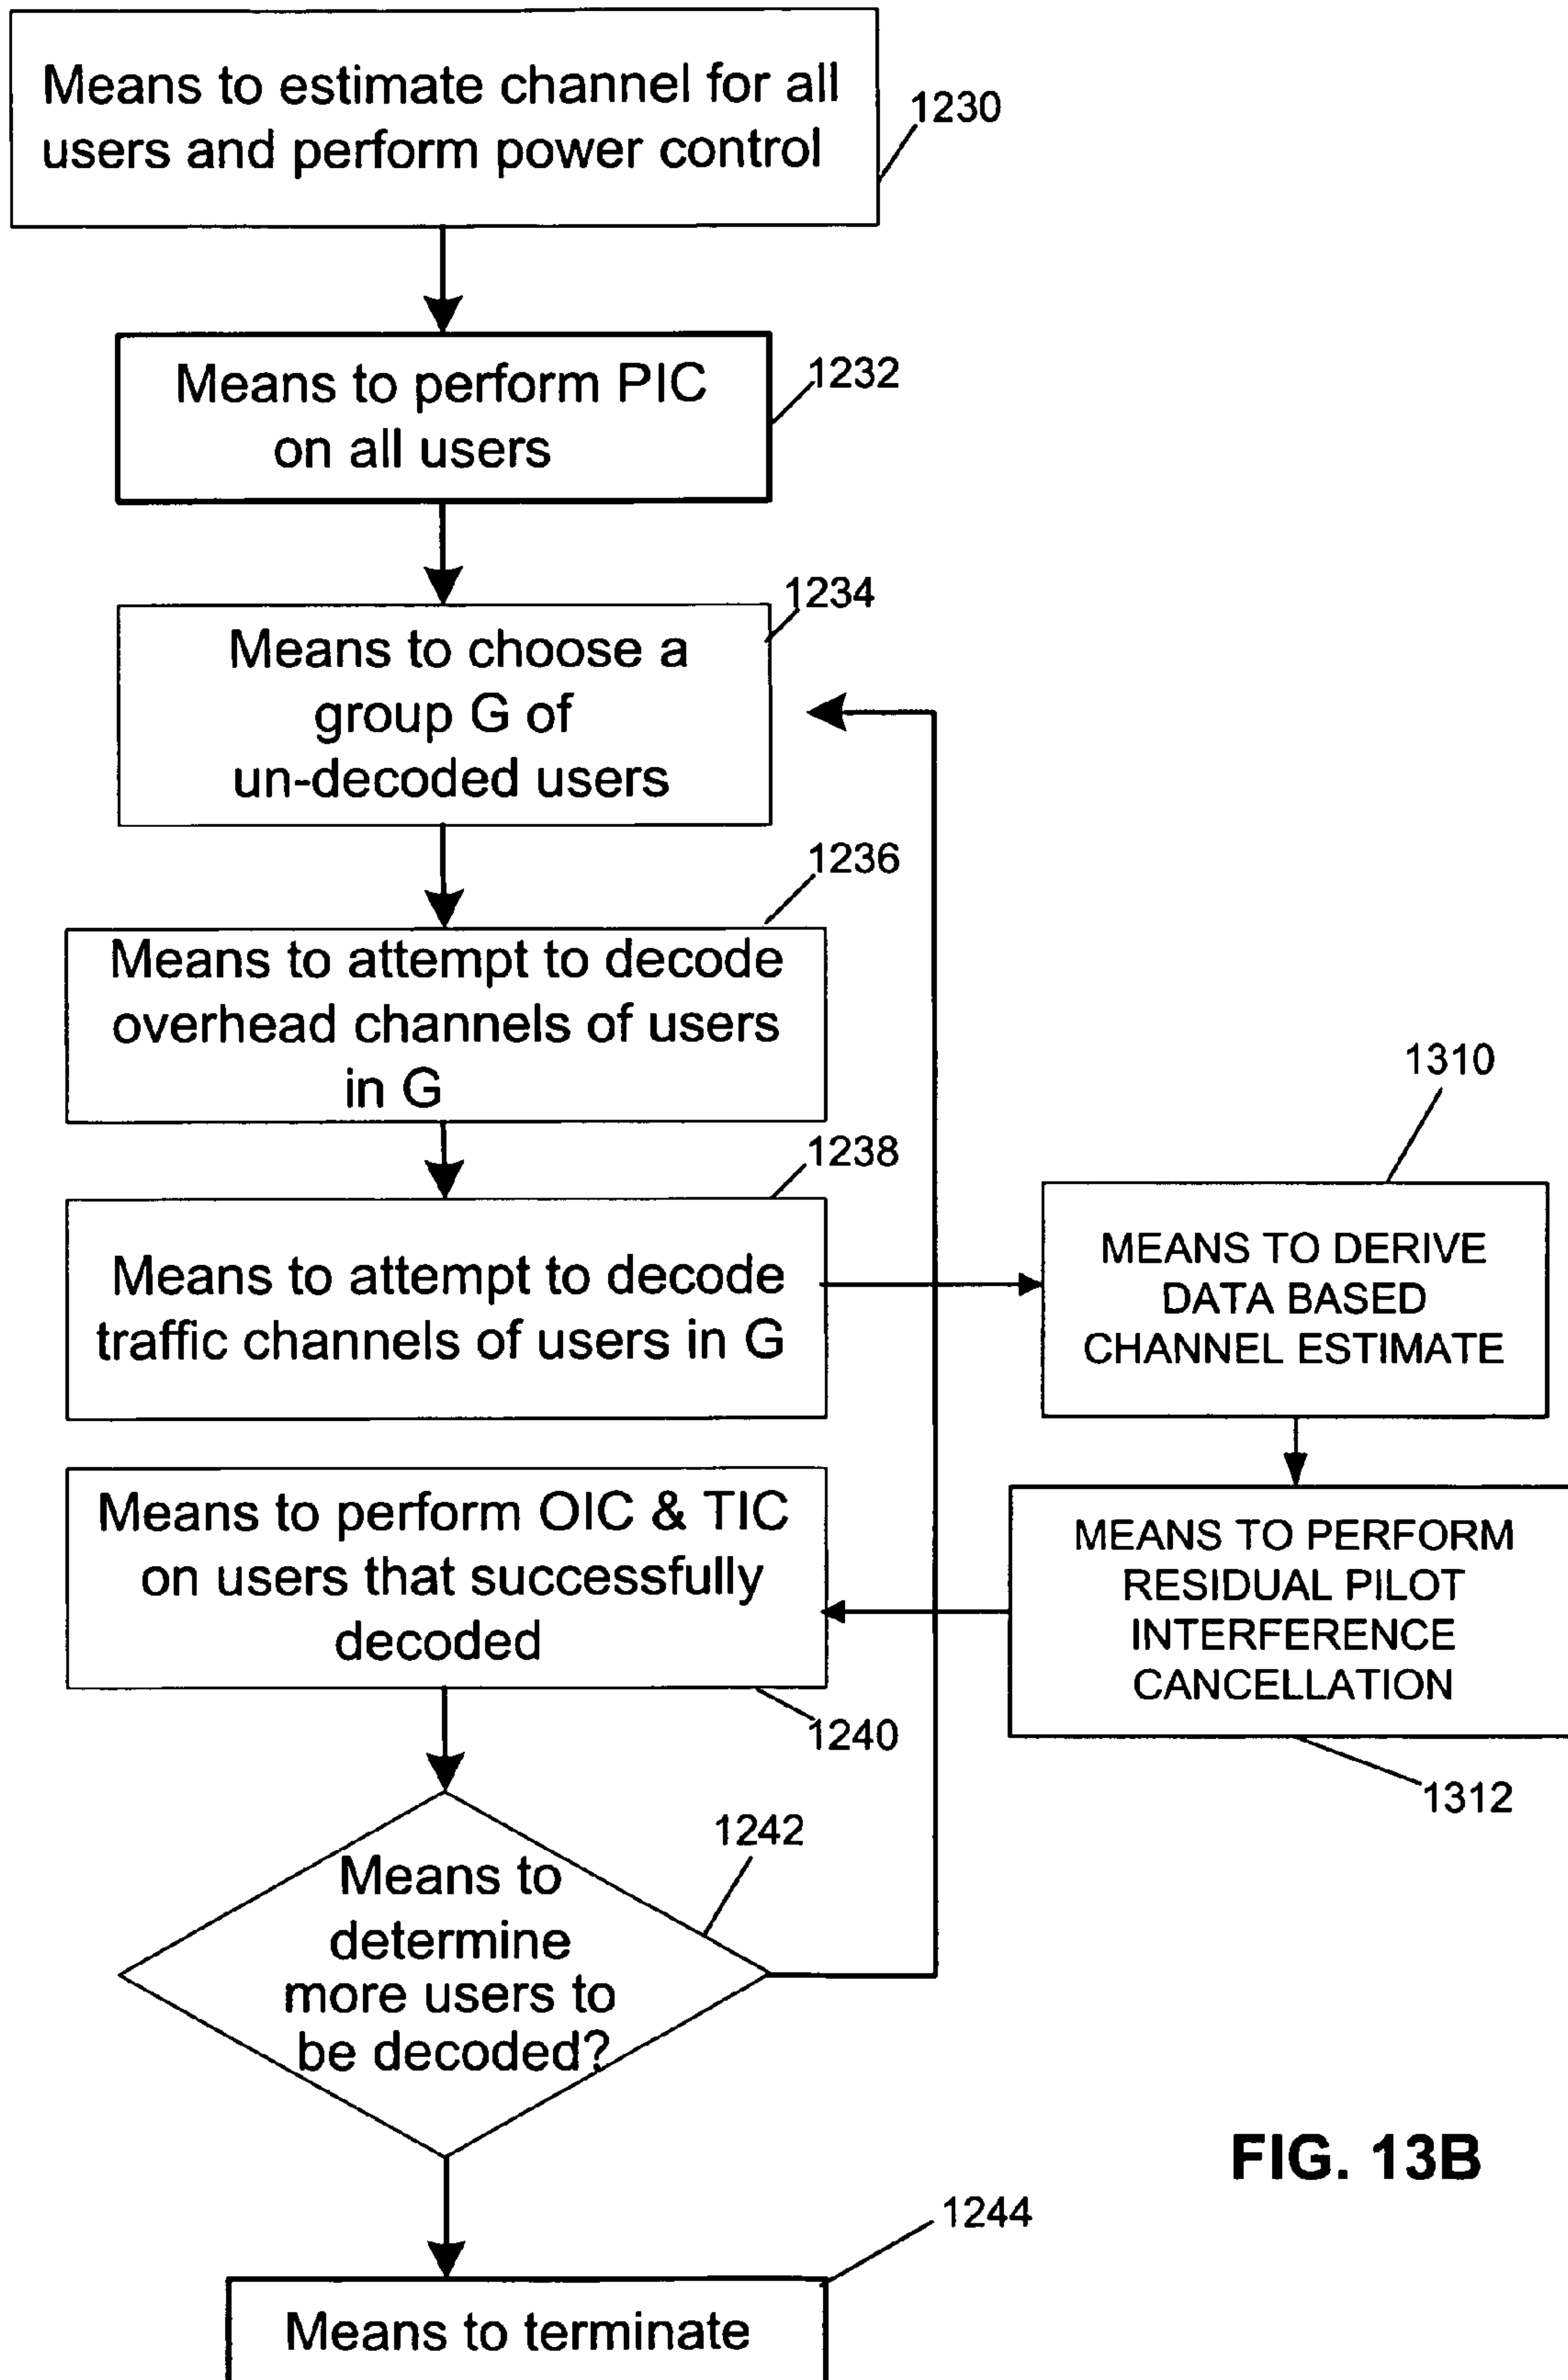 Means to estimate channel for all
users and perform power control
1230
Means to perform PIC
on all users
1232
1234
Means to choose a
group G of
un-decoded users
1236
Means to attempt to decode
overhead channels of users
in G
1238
Means to attempt to decode
traffic channels of users in G
1310
MEANS TO DERIVE
DATA BASED
CHANNEL ESTIMATE
MEANS TO PERFORM
RESIDUAL PILOT
INTERFERENCE
CANCELLATION
1312
Means to perform OIC & TIC
on users that successfully
decoded
1240
1242
Means to
determine
more users to
be decoded?
FIG. 13B
1244
Means to terminate